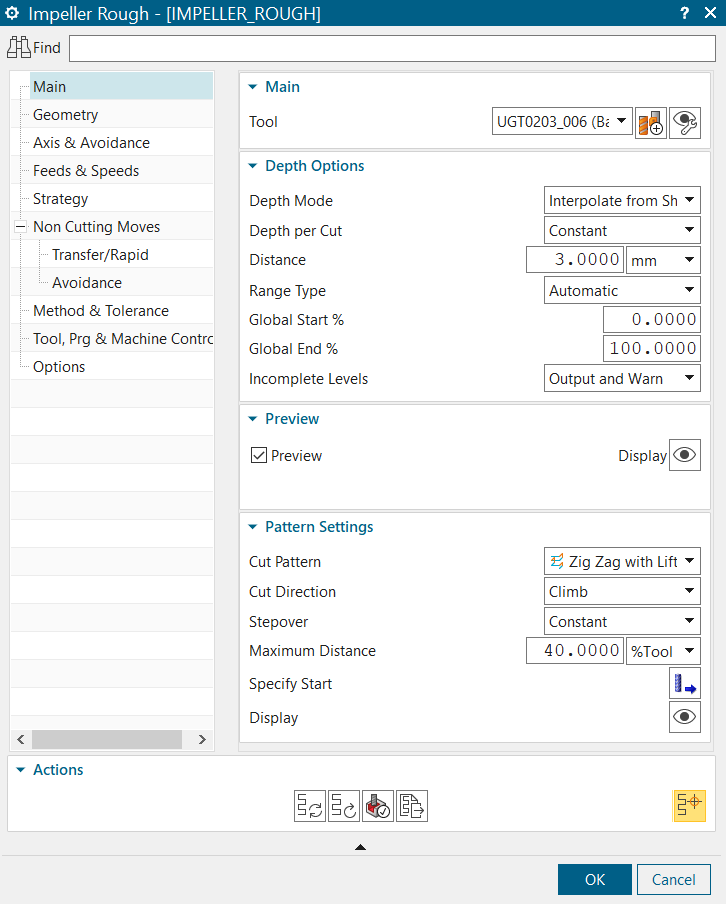 Impeller Rough - [IMPELLER_ROUGH]
Find
Main
Geometry
Axis & Avoidance
Feeds & Speeds
Strategy
Non Cutting Moves
Transfer/Rapid
Avoidance
Method & Tolerance
Tool, Prg & Machine Contro
Options
Main
Tool UGT0203_006 (Ba
Depth Options
Depth Mode Interpolate from Sh
Depth per Cut Constant
Distance 3.0000 mm
Range Type Automatic
Global Start % 0.0000
Global End % 100.0000
Incomplete Levels Output and Warn
Preview
Preview Display
Pattern Settings
Cut Pattern Zig Zag with Lift
Cut Direction Climb
Stepover Constant
Maximum Distance 40.0000 %Tool
Specify Start
Display
Actions
OK Cancel